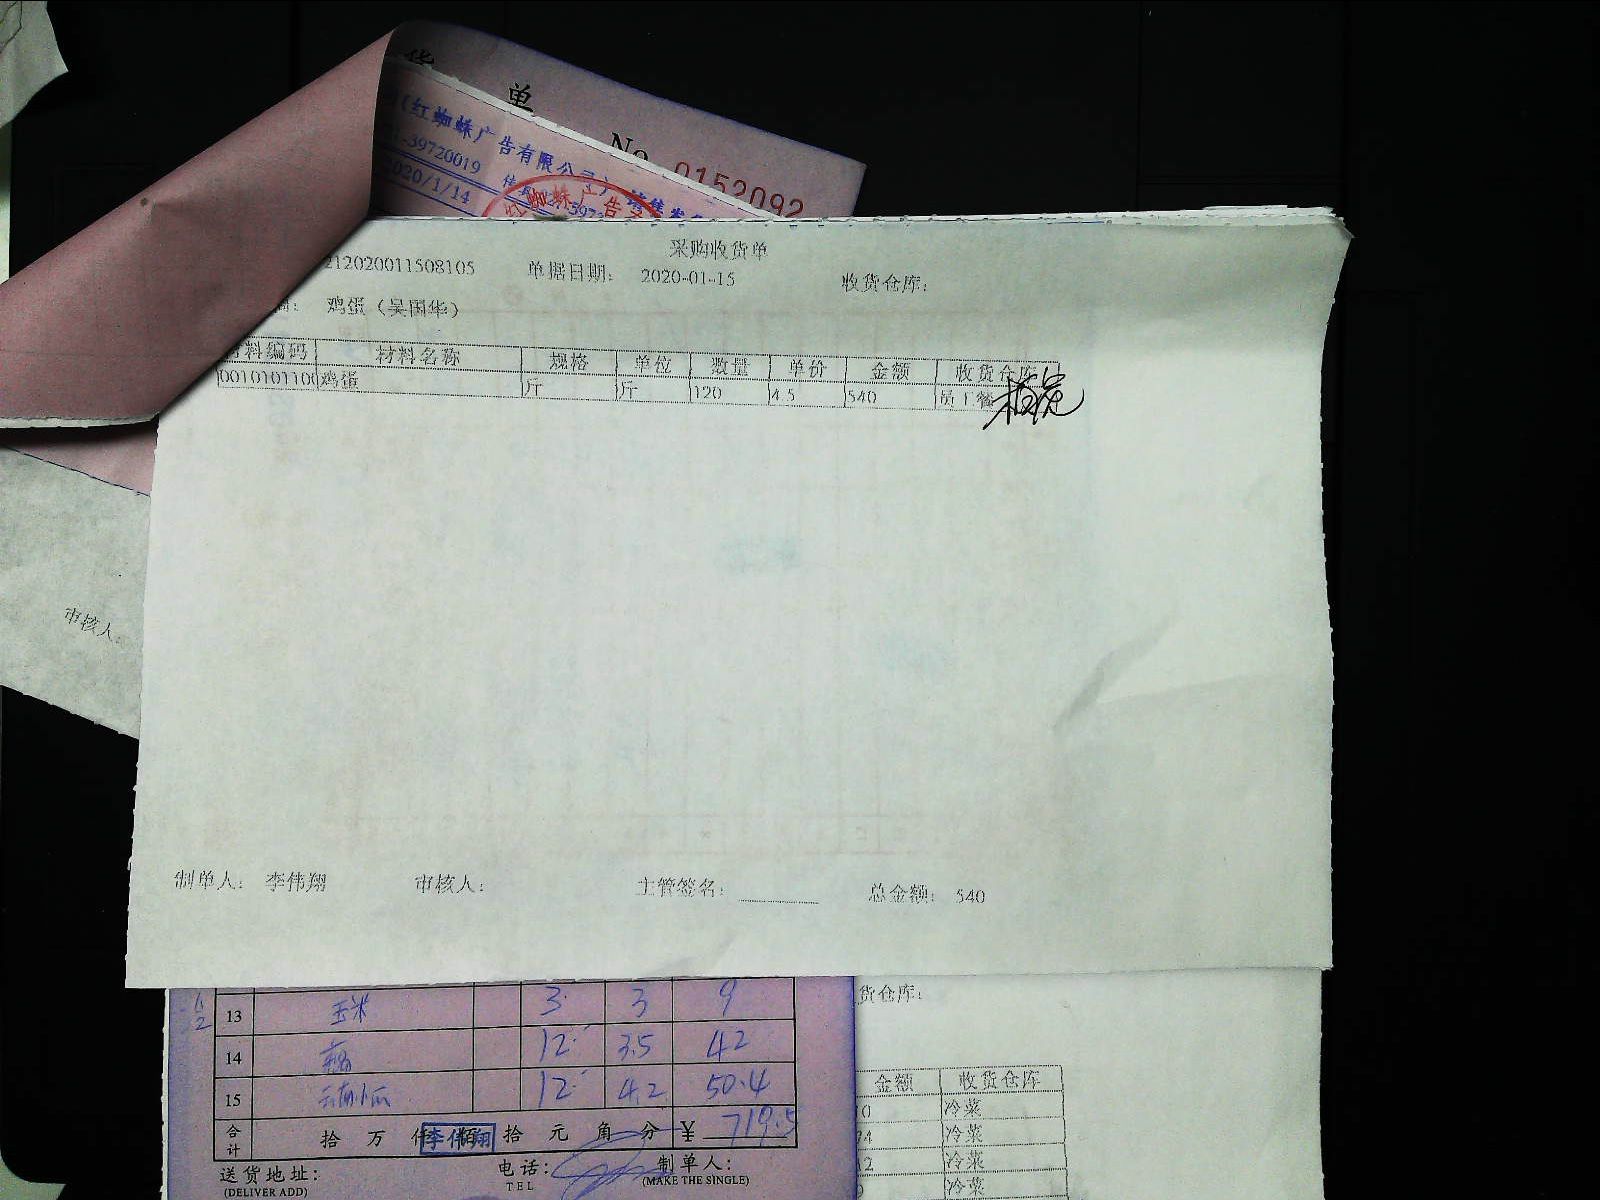 单
No 0152092
(红蜘蛛广告有限公司)
-39720019
2020/1/14
红蜘蛛广告
采购收货单
212020011508105 单据日期: 2020-01-15 收货仓库:
鸡蛋(吴国华)
材料编码 材料名称 规格 单位 数量 单价 金额 收货仓库
0010101100 鸡蛋 斤 斤 120 4.5 540 员工餐
审核人:
制单人: 李伟翔 审核人: 主管签名: 总金额: 540
货仓库:
13 玉米 3 3 9
14 12 3.5 42
15 12 4.2 50.4
合计 拾 万 仟 佰 拾 元 角 分 ¥ 719.5
李伟翔
送货地址: 电话: 制单人:
(DELIVER ADD) TEL (MAKE THE SINGLE)
金额 收货仓库
冷菜
冷菜
冷菜
冷菜